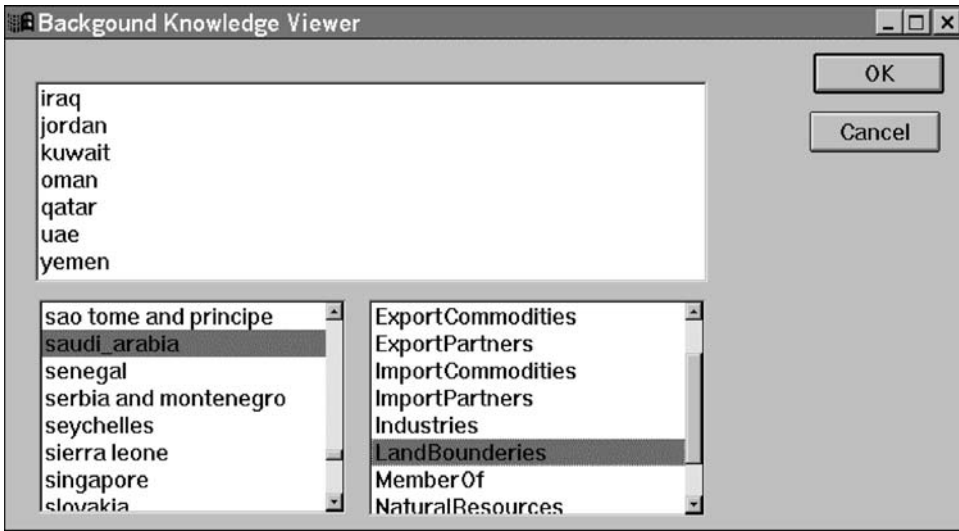 Backgound Knowledge Viewer
OK
Cancel
iraq
jordan
kuwait
oman
qatar
uae
yemen
sao tome and principe
saudi_arabia
senegal
serbia and montenegro
seychelles
sierra leone
singapore
slovakia
ExportCommodities
ExportPartners
ImportCommodities
ImportPartners
Industries
LandBounderies
MemberOf
NaturalResources